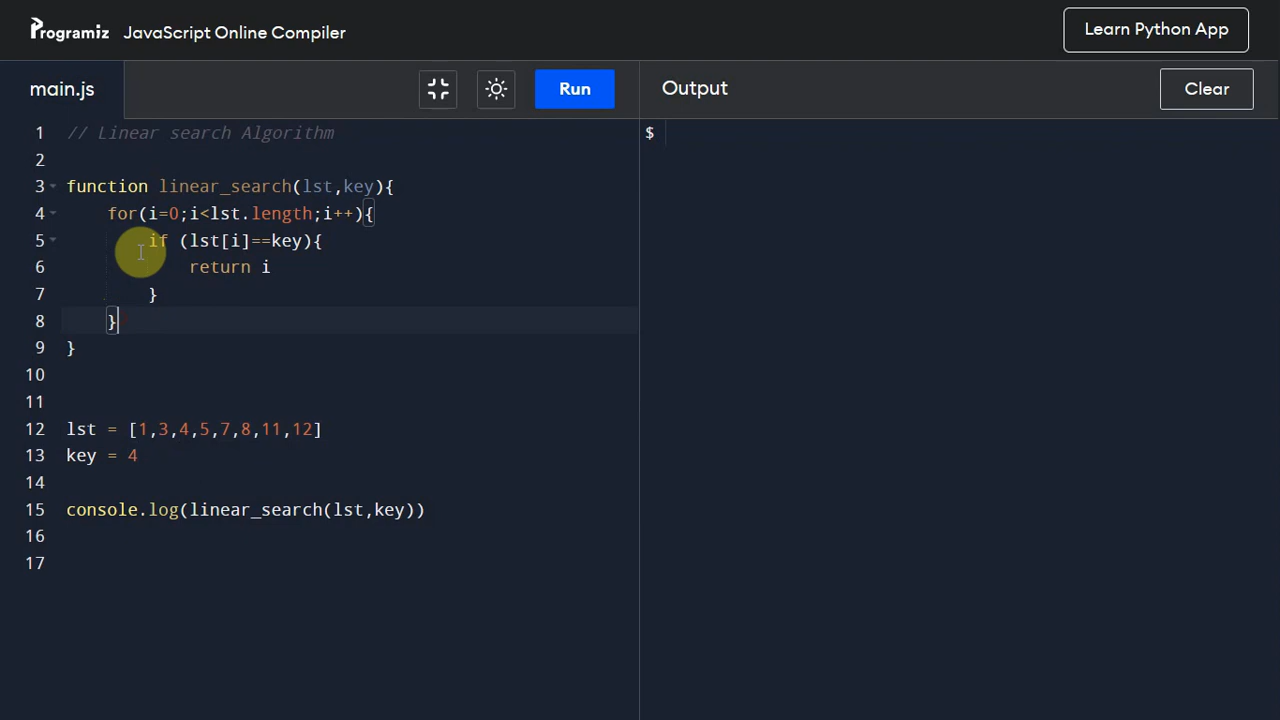 Programiz JavaScript Online Compiler Learn Python App
main.js Run Output Clear
1 // Linear search Algorithm $
2
3 function linear_search(lst,key){
4 for(i=0;i<lst.length;i++){
5 if (lst[i]==key){
6 return i
7 }
8 }
9 }
10
11
12 lst = [1,3,4,5,7,8,11,12]
13 key = 4
14
15 console.log(linear_search(lst,key))
16
17